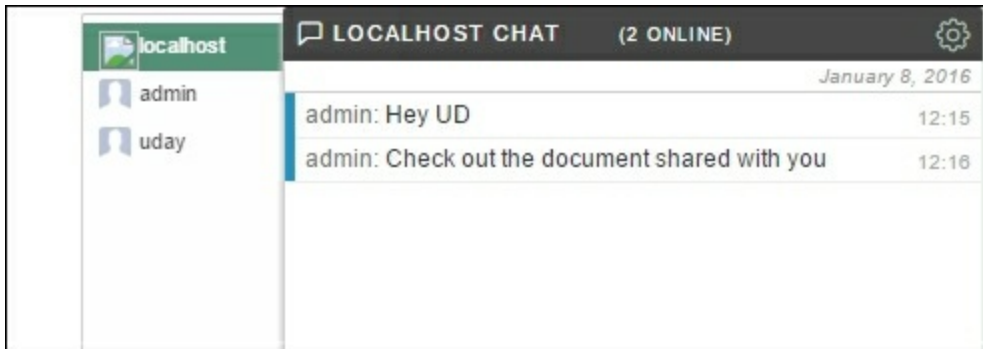 localhost
admin
uday
LOCALHOST CHAT (2 ONLINE)
January 8, 2016
admin: Hey UD 12:15
admin: Check out the document shared with you 12:16